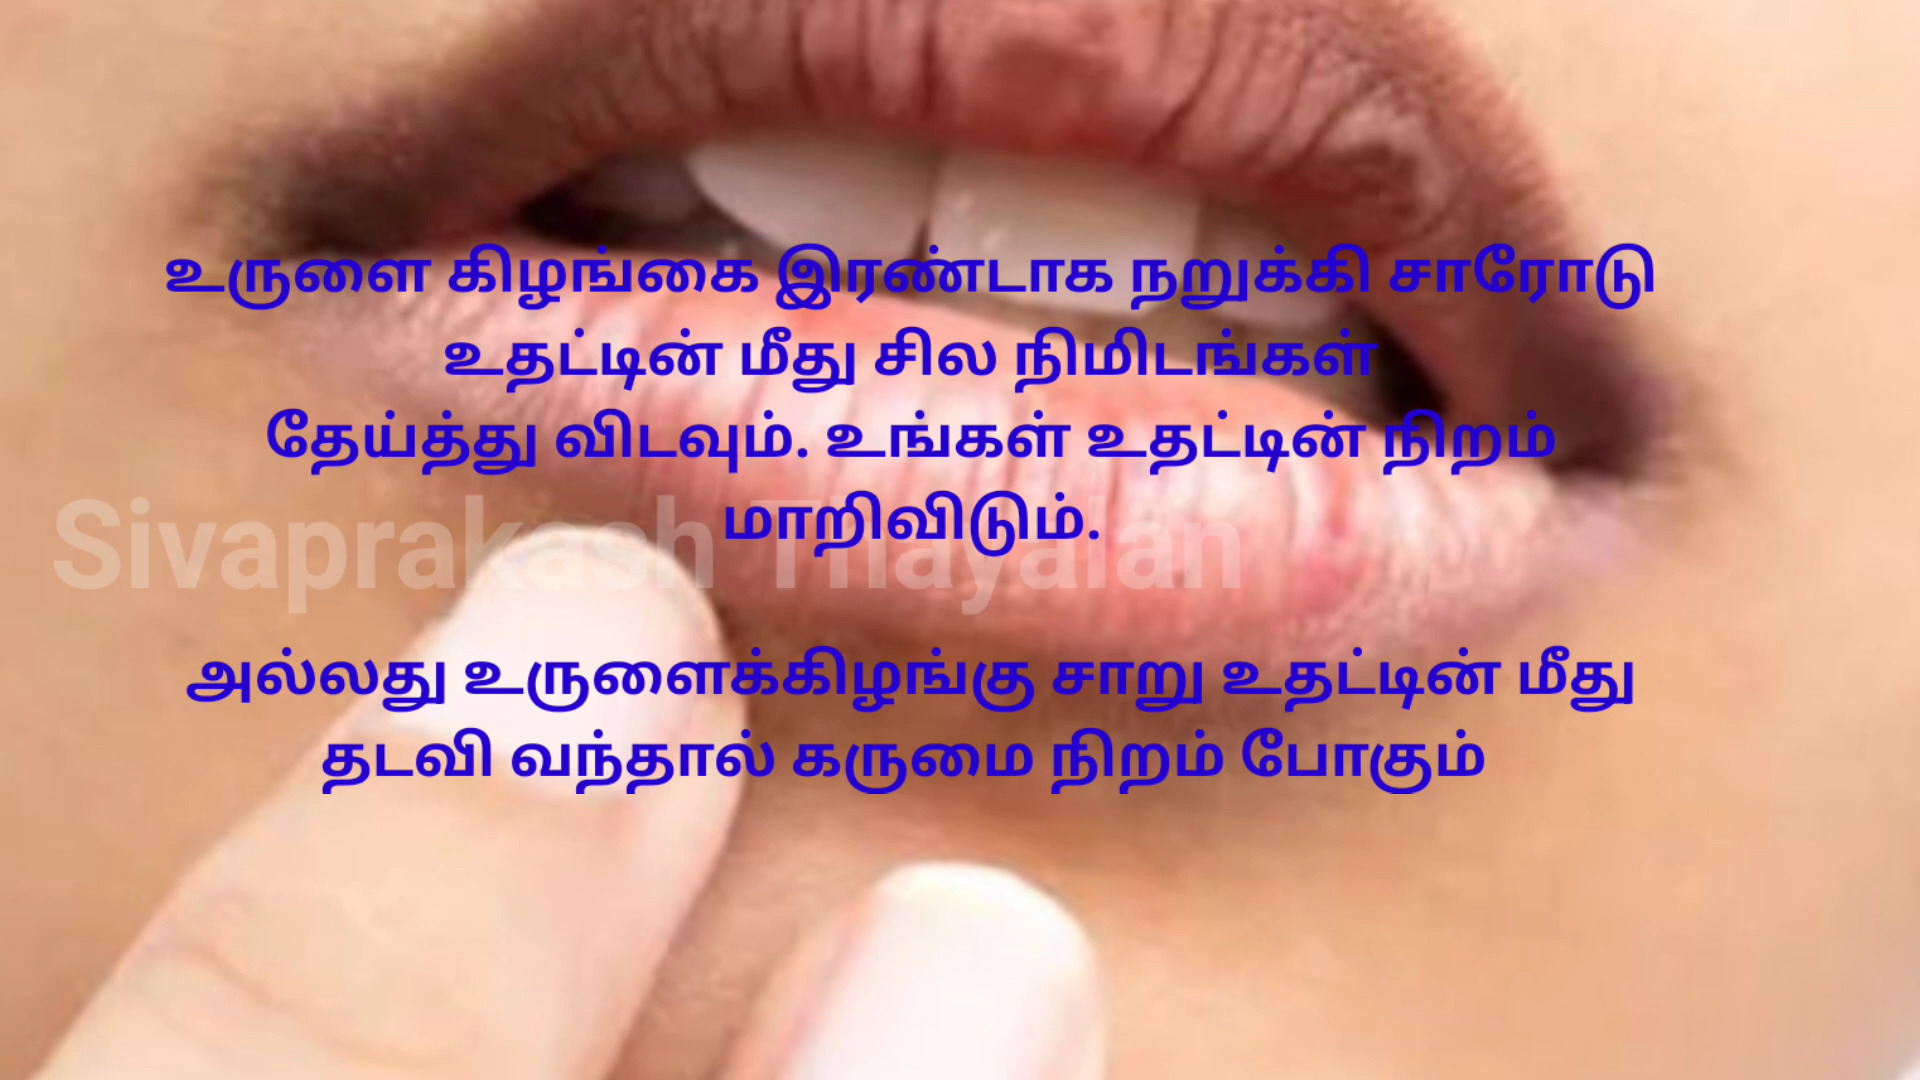 உருளை கிழங்கை இரண்டாக நறுக்கி சாரோடு
உதட்டின் மீது சில நிமிடங்கள்
தேய்த்து விடவும். உங்கள் உதட்டின் நிறம்
மாறிவிடும்.
Sivaprakash Thayalan
அல்லது உருளைக்கிழங்கு சாறு உதட்டின் மீது
தடவி வந்தால் கருமை நிறம் போகும்